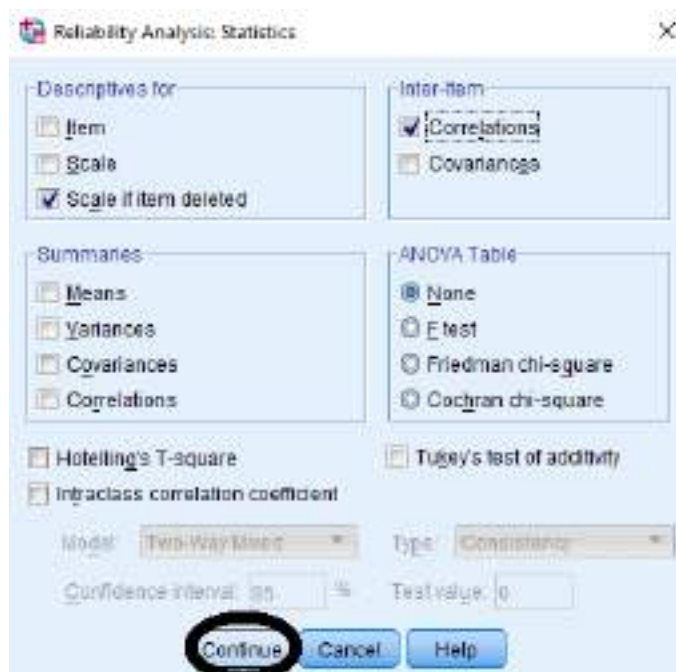 Reliability Analysis: Statistics
Descriptives for
Item
Scale
Scale if item deleted
Inter-Item
Correlations
Covariances
Summaries
Means
Variances
Covariances
Correlations
ANOVA Table
None
F test
Friedman chi-square
Cochran chi-square
Hotelling's T-square
Tukey's test of additivity
Intraclass correlation coefficient
Model: Two-Way Mixed Type: Consistency
Confidence interval: 95 % Test value: 0
Continue Cancel Help